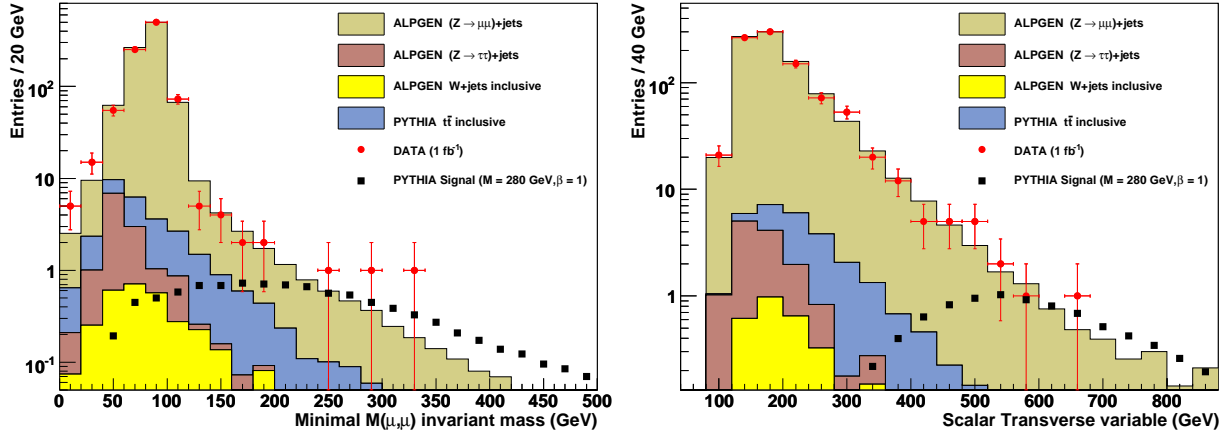 Entries / 20 GeV
10²
10
1
10⁻¹
ALPGEN (Z → μμ)+jets
ALPGEN (Z → ττ)+jets
ALPGEN W+jets inclusive
PYTHIA tt̄ inclusive
DATA (1 fb⁻¹)
PYTHIA Signal (M = 280 GeV,β = 1)
0 50 100 150 200 250 300 350 400 450 500
Minimal M(μ,μ) invariant mass (GeV)
Entries / 40 GeV
10²
10
1
ALPGEN (Z → μμ)+jets
ALPGEN (Z → ττ)+jets
ALPGEN W+jets inclusive
PYTHIA tt̄ inclusive
DATA (1 fb⁻¹)
PYTHIA Signal (M = 280 GeV,β = 1)
100 200 300 400 500 600 700 800
Scalar Transverse variable (GeV)